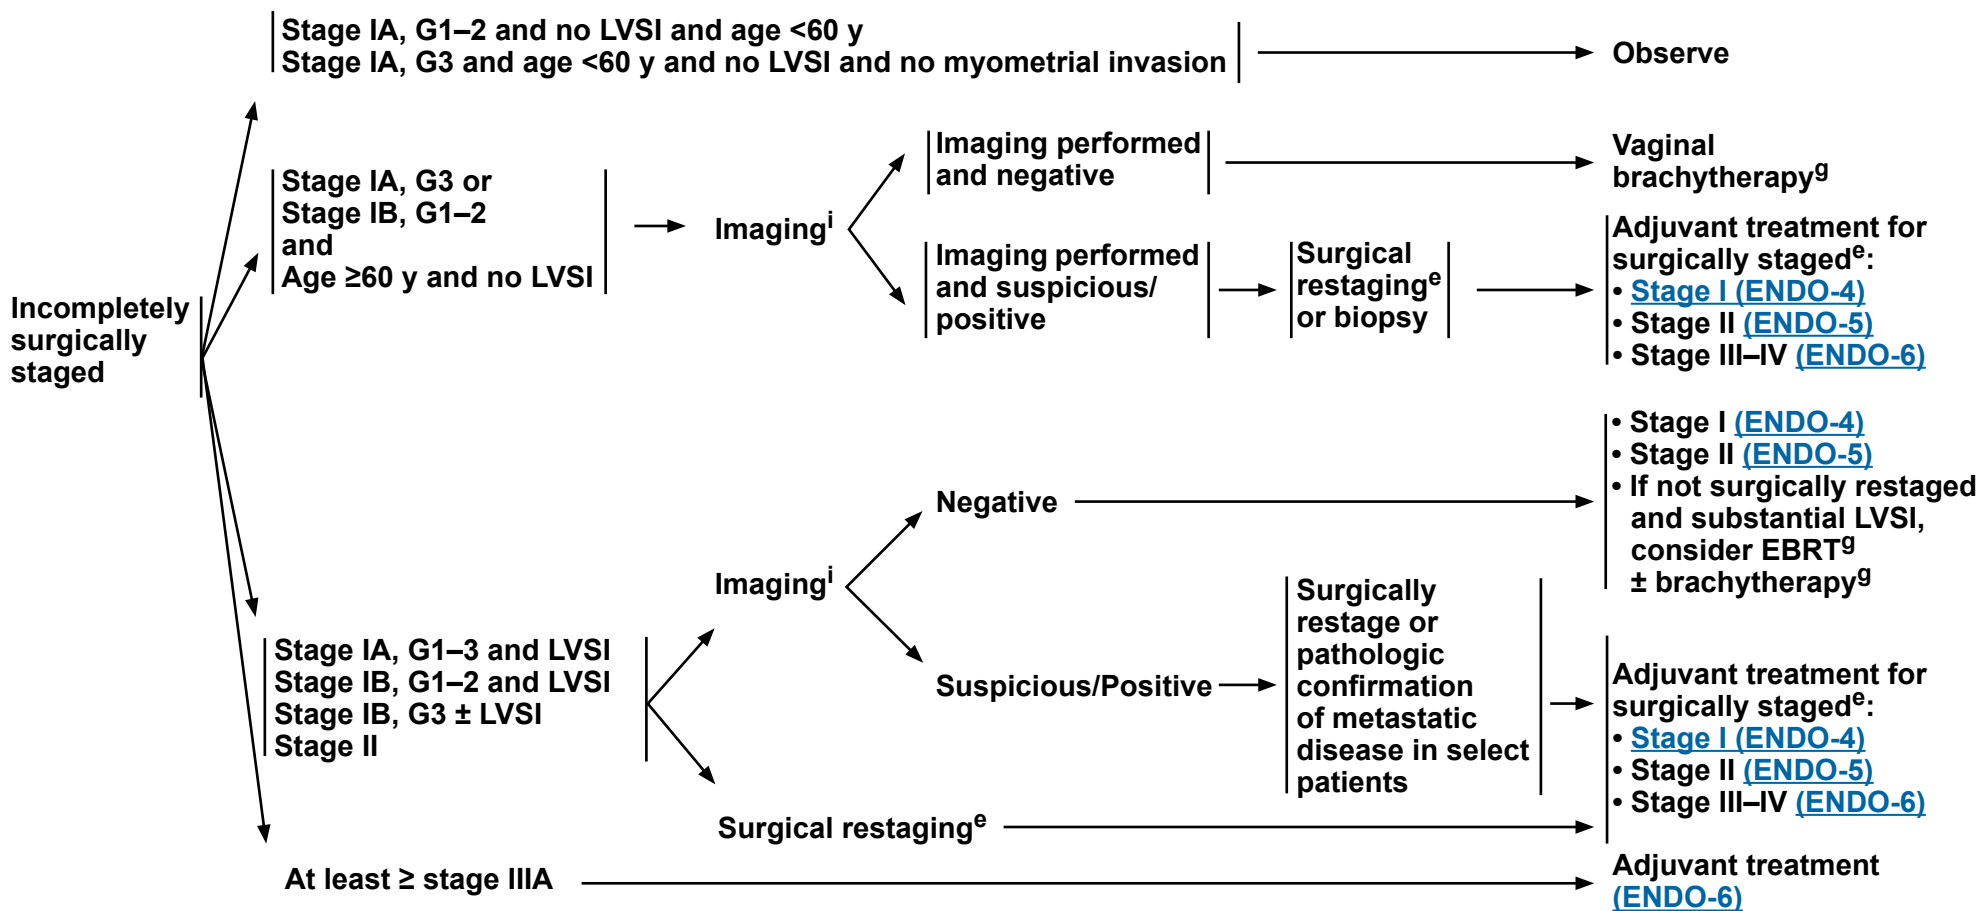 Stage IA, G1–2 and no LVSI and age <60 y
Stage IA, G3 and age <60 y and no LVSI and no myometrial invasion
Observe
Incompletely
surgically
staged
Stage IA, G3 or
Stage IB, G1–2
and
Age ≥60 y and no LVSI
Imagingⁱ
Imaging performed
and negative
Vaginal
brachytherapyᵍ
Imaging performed
and suspicious/
positive
Surgical
restagingᵉ
or biopsy
Adjuvant treatment for
surgically stagedᵉ:
• Stage I (ENDO-4)
• Stage II (ENDO-5)
• Stage III–IV (ENDO-6)
Stage IA, G1–3 and LVSI
Stage IB, G1–2 and LVSI
Stage IB, G3 ± LVSI
Stage II
Imagingⁱ
Negative
• Stage I (ENDO-4)
• Stage II (ENDO-5)
• If not surgically restaged
and substantial LVSI,
consider EBRTᵍ
± brachytherapyᵍ
Suspicious/Positive
Surgically
restage or
pathologic
confirmation
of metastatic
disease in select
patients
Adjuvant treatment for
surgically stagedᵉ:
• Stage I (ENDO-4)
• Stage II (ENDO-5)
• Stage III–IV (ENDO-6)
Surgical restagingᵉ
At least ≥ stage IIIA
Adjuvant treatment
(ENDO-6)